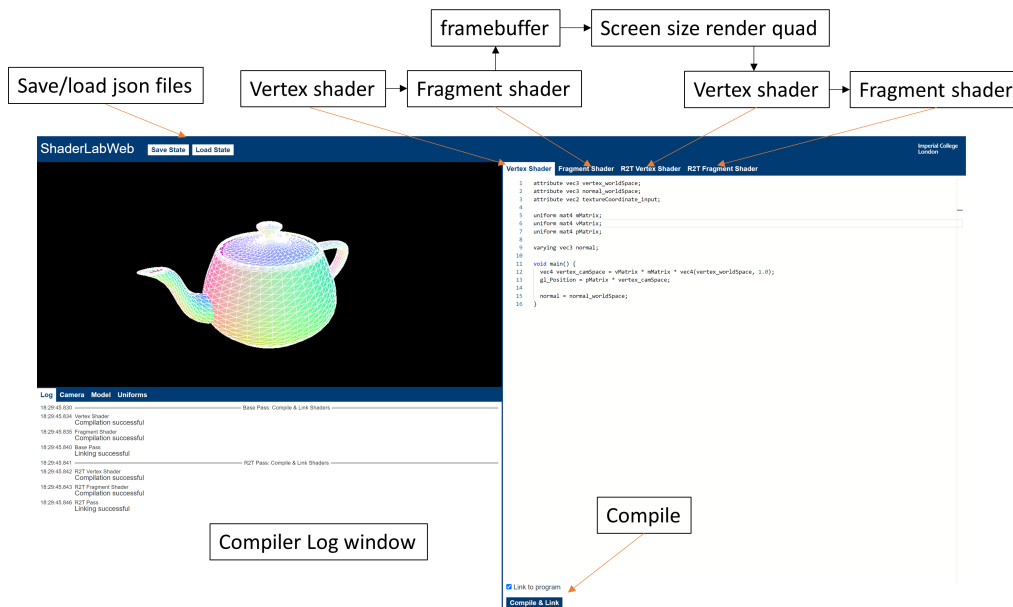 framebuffer
Screen size render quad
Save/load json files
Vertex shader
Fragment shader
Vertex shader
Fragment shader
ShaderLabWeb
Save State
Load State
Imperial College
London
Vertex Shader
Fragment Shader
R2T Vertex Shader
R2T Fragment Shader
1 attribute vec3 vertex_worldSpace;
2 attribute vec3 normal_worldSpace;
3 attribute vec2 textureCoordinate_input;
4
5 uniform mat4 mMatrix;
6 uniform mat4 vMatrix;
7 uniform mat4 pMatrix;
8
9 varying vec3 normal;
10
11 void main() {
12 vec4 vertex_camSpace = vMatrix * mMatrix * vec4(vertex_worldSpace, 1.0);
13 gl_Position = pMatrix * vertex_camSpace;
14
15 normal = normal_worldSpace;
16 }
Log Camera Model Uniforms
18:29:45.830 Base Pass: Compile & Link Shaders
18:29:45.834 Vertex Shader
Compilation successful
18:29:45.835 Fragment Shader
Compilation successful
18:29:45.840 Base Pass
Linking successful
18:29:45.841 R2T Pass: Compile & Link Shaders
18:29:45.842 R2T Vertex Shader
Compilation successful
18:29:45.843 R2T Fragment Shader
Compilation successful
18:29:45.846 R2T Pass
Linking successful
Compiler Log window
Compile
Link to program
Compile & Link